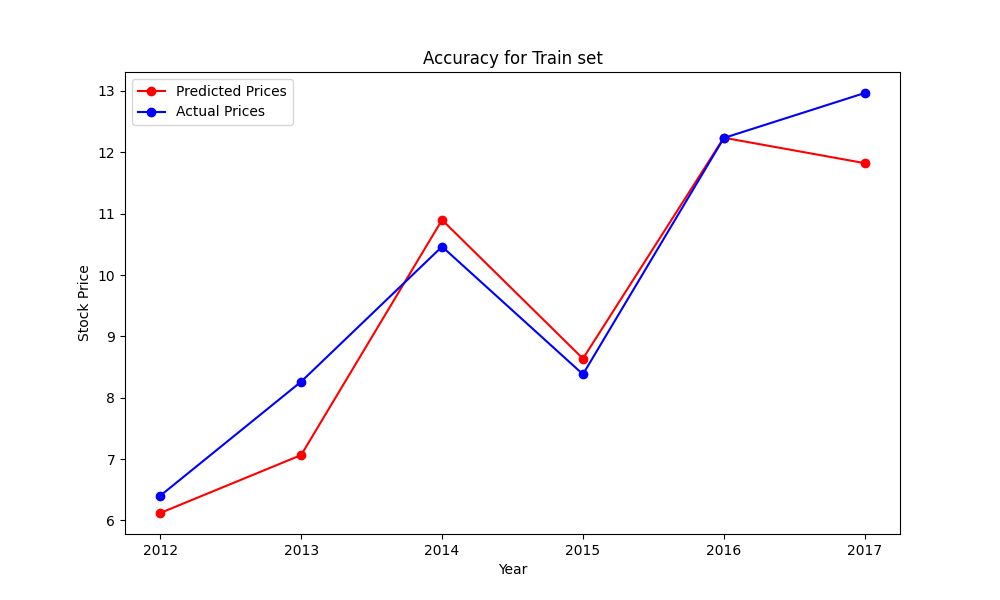 Accuracy for Train set
Predicted Prices
Actual Prices
13
12
11
10
9
8
7
6
Stock Price
2012 2013 2014 2015 2016 2017
Year